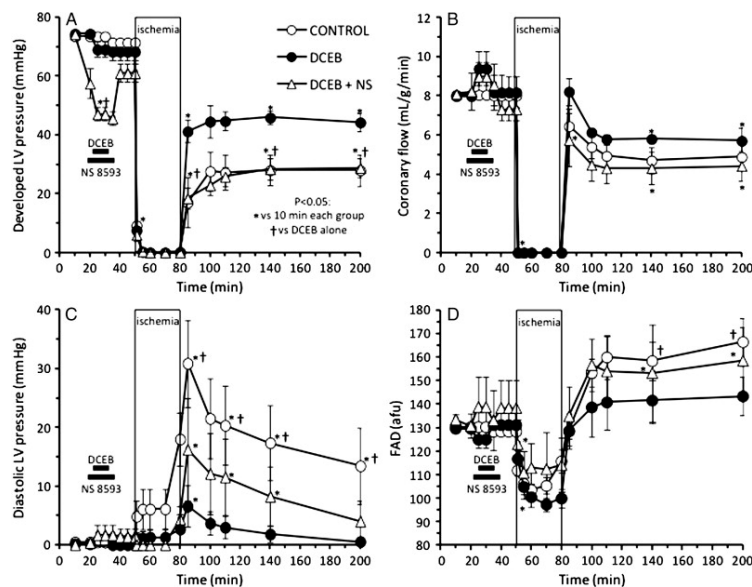 A
ischemia
CONTROL
DCEB
DCEB + NS
DCEB
NS 8593
P<0.05:
* vs 10 min each group
† vs DCEB alone
Developed LV pressure (mmHg)
80
60
40
20
0
0 20 40 60 80 100 120 140 160 180 200
Time (min)
B
ischemia
DCEB
NS 8593
Coronary flow (mL/g/min)
12
10
8
6
4
2
0
0 20 40 60 80 100 120 140 160 180 200
Time (min)
C
ischemia
DCEB
NS 8593
Diastolic LV pressure (mmHg)
40
30
20
10
0
0 20 40 60 80 100 120 140 160 180 200
Time (min)
D
ischemia
DCEB
NS 8593
FAD (afu)
180
170
160
150
140
130
120
110
100
90
80
0 20 40 60 80 100 120 140 160 180 200
Time (min)